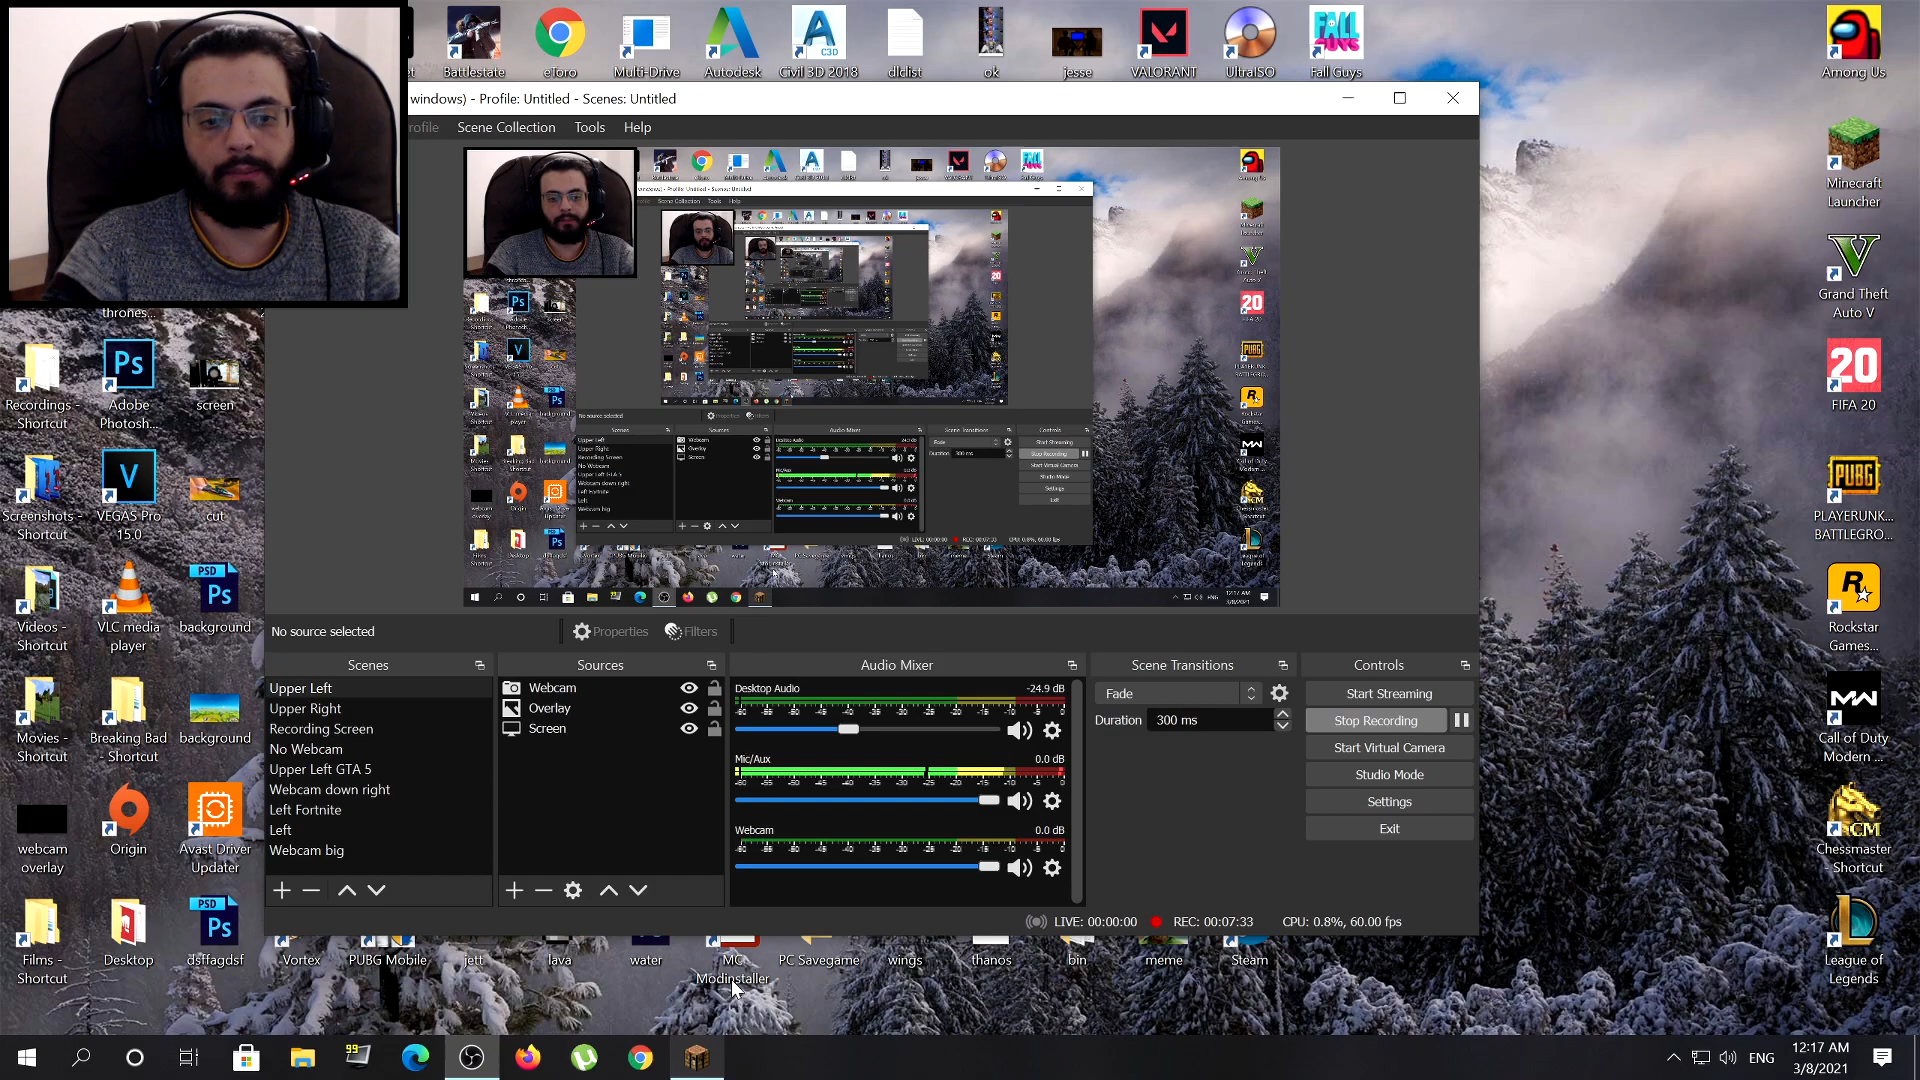 Battlestate
eToro
Multi-Drive
Autodesk
Civil 3D 2018
dlclist
ok
jesse
VALORANT
UltraISO
Fall Guys
Among Us
windows) - Profile: Untitled - Scenes: Untitled
Scene Collection
Tools
Help
Minecraft
Launcher
Grand Theft
Auto V
FIFA 20
PLAYERUNK...
BATTLEGRO...
Rockstar
Games...
Call of Duty
Modern ...
Chessmaster
- Shortcut
League of
Legends
thrones...
Recordings -
Shortcut
Adobe
Photosh...
screen
Screenshots -
Shortcut
VEGAS Pro
15.0
cut
Videos -
Shortcut
VLC media
player
background
Movies -
Shortcut
Breaking Bad
- Shortcut
background
webcam
overlay
Origin
Avast Driver
Updater
Films -
Shortcut
Desktop
dsffagdsf
No source selected
Properties
Filters
Scenes
Upper Left
Upper Right
Recording Screen
No Webcam
Upper Left GTA 5
Webcam down right
Left Fortnite
Left
Webcam big
Sources
Webcam
Overlay
Screen
Audio Mixer
Desktop Audio
-24.9 dB
Mic/Aux
0.0 dB
Webcam
0.0 dB
Scene Transitions
Fade
Duration
300 ms
Controls
Start Streaming
Stop Recording
Start Virtual Camera
Studio Mode
Settings
Exit
LIVE: 00:00:00
REC: 00:07:33
CPU: 0.8%, 60.00 fps
Vortex
PUBG Mobile
jett
lava
water
MC
Modinstaller
PC Savegame
wings
thanos
bin
meme
Steam
ENG
12:17 AM
3/8/2021